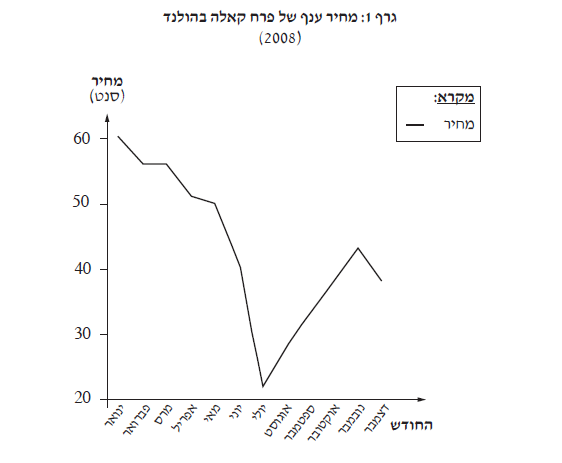 גרף 1: מחיר ענף של פרח קאלה בהולנד
(2008)
מחיר
(סנט)
מקרא:
מחיר
60
50
40
30
20
ינואר
פברואר
מרס
אפריל
מאי
יוני
יולי
אוגוסט
ספטמבר
אוקטובר
נובמבר
דצמבר
החודש